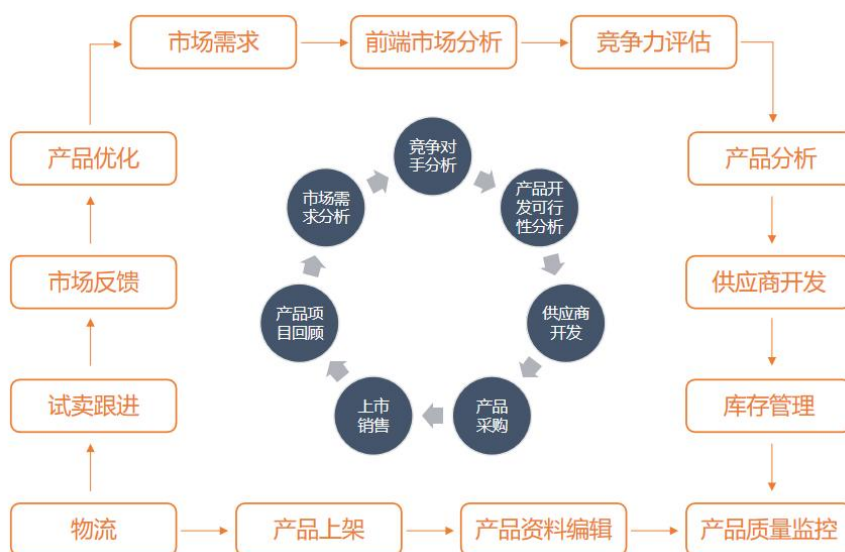 市场需求
前端市场分析
竞争力评估
产品优化
产品分析
市场反馈
供应商开发
试卖跟进
库存管理
物流
产品上架
产品资料编辑
产品质量监控
竞争对
手分析
产品开
发可行
性分析
供应商
开发
产品
采购
上市
销售
产品项
目回顾
市场需
求分析